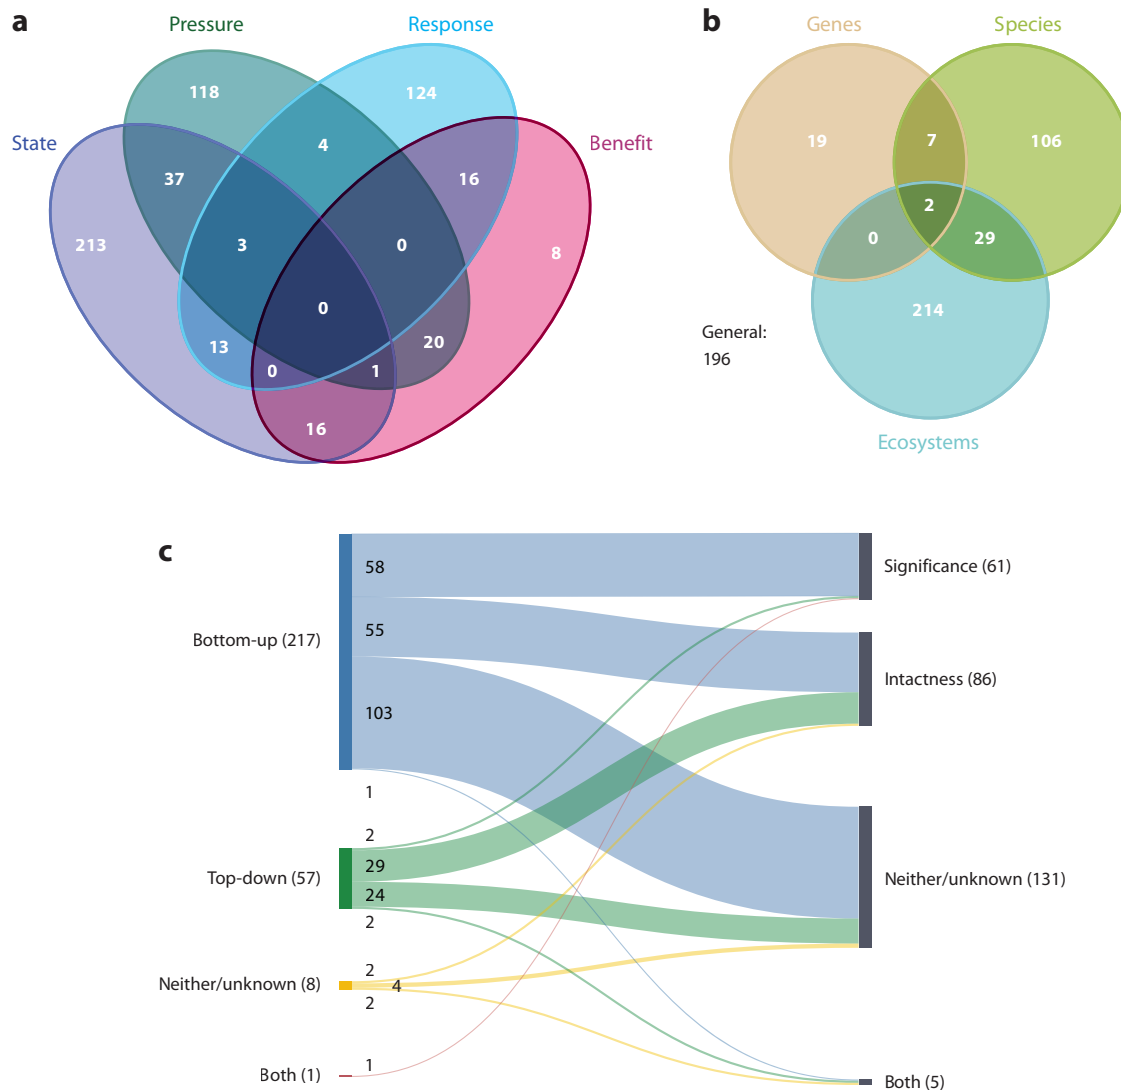 a
Pressure
Response
State
Benefit
118
124
4
37
16
213
3
0
8
0
13
20
0
1
16
b
Genes
Species
19
7
106
2
0
29
214
General:
196
Ecosystems
c
58
Significance (61)
Bottom-up (217)
55
Intactness (86)
103
1
2
29
Top-down (57)
24
Neither/unknown (131)
2
2
Neither/unknown (8)
4
2
1
Both (1)
Both (5)